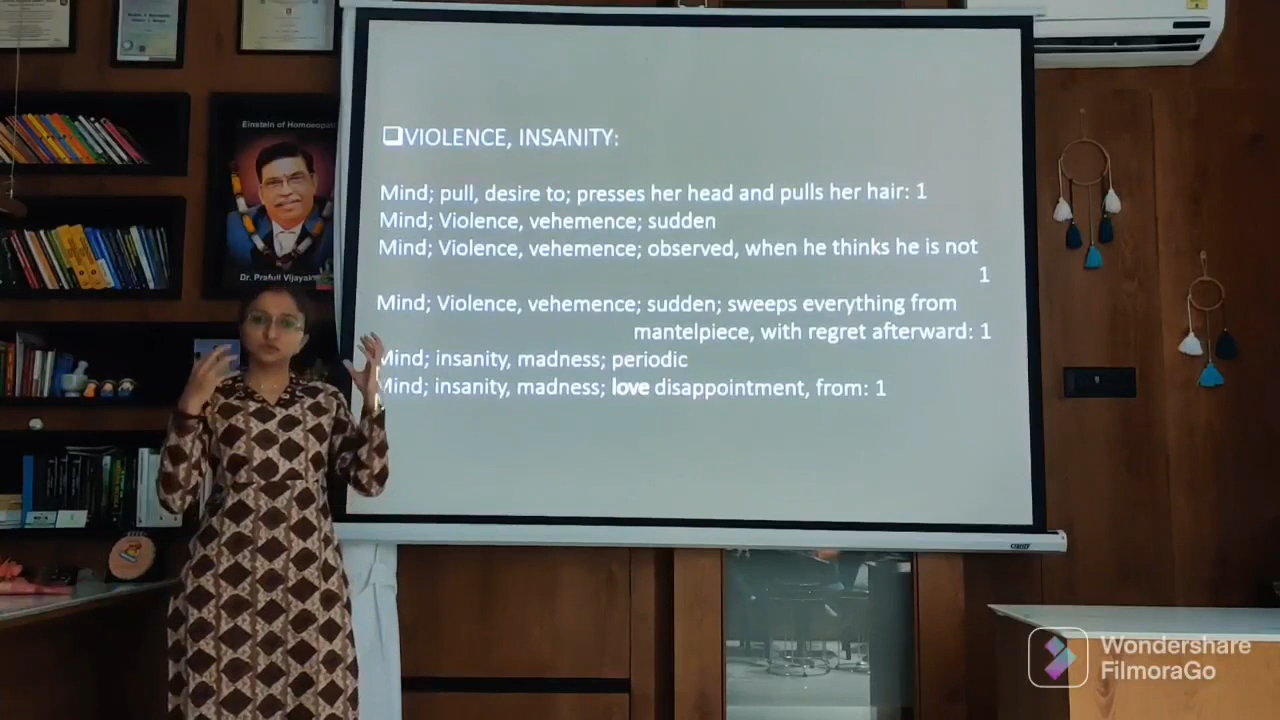 Einstein of Homoeopat
Dr. Prafull Vijayak
❑VIOLENCE, INSANITY:
Mind; pull, desire to; presses her head and pulls her hair: 1
Mind; Violence, vehemence; sudden
Mind; Violence, vehemence; observed, when he thinks he is not
1
Mind; Violence, vehemence; sudden; sweeps everything from
mantelpiece, with regret afterward: 1
Mind; insanity, madness; periodic
Mind; insanity, madness; love disappointment, from: 1
Wondershare
FilmoraGo